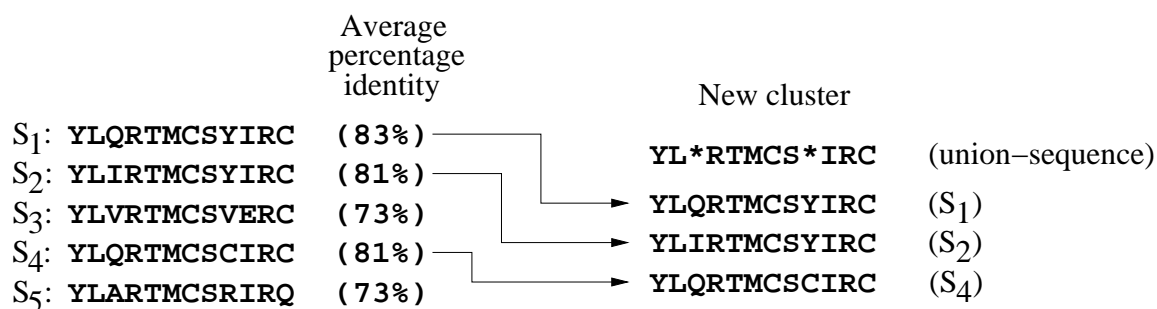 Average
percentage
identity
New cluster
S1: YLQRTMCSYIRC (83%)
S2: YLIRTMCSYIRC (81%)
S3: YLVRTMCSVERC (73%)
S4: YLQRTMCSCIRC (81%)
S5: YLARTMCSRIRQ (73%)
YL*RTMCS*IRC (union−sequence)
YLQRTMCSYIRC (S1)
YLIRTMCSYIRC (S2)
YLQRTMCSCIRC (S4)